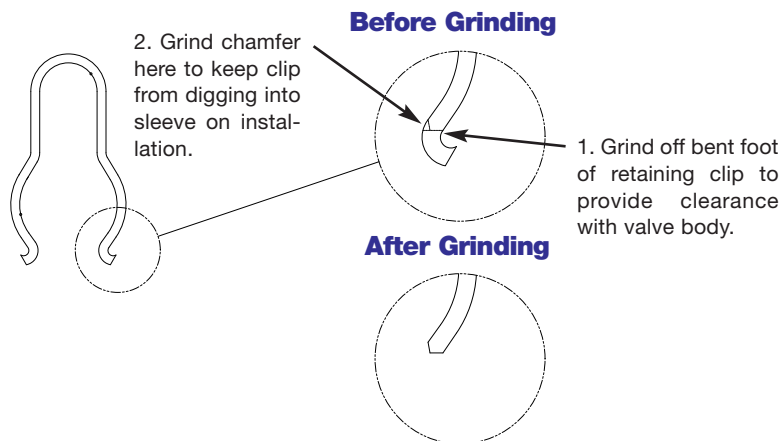 Before Grinding
2. Grind chamfer
here to keep clip
from digging into
sleeve on instal-
lation.
1. Grind off bent foot
of retaining clip to
provide clearance
with valve body.
After Grinding